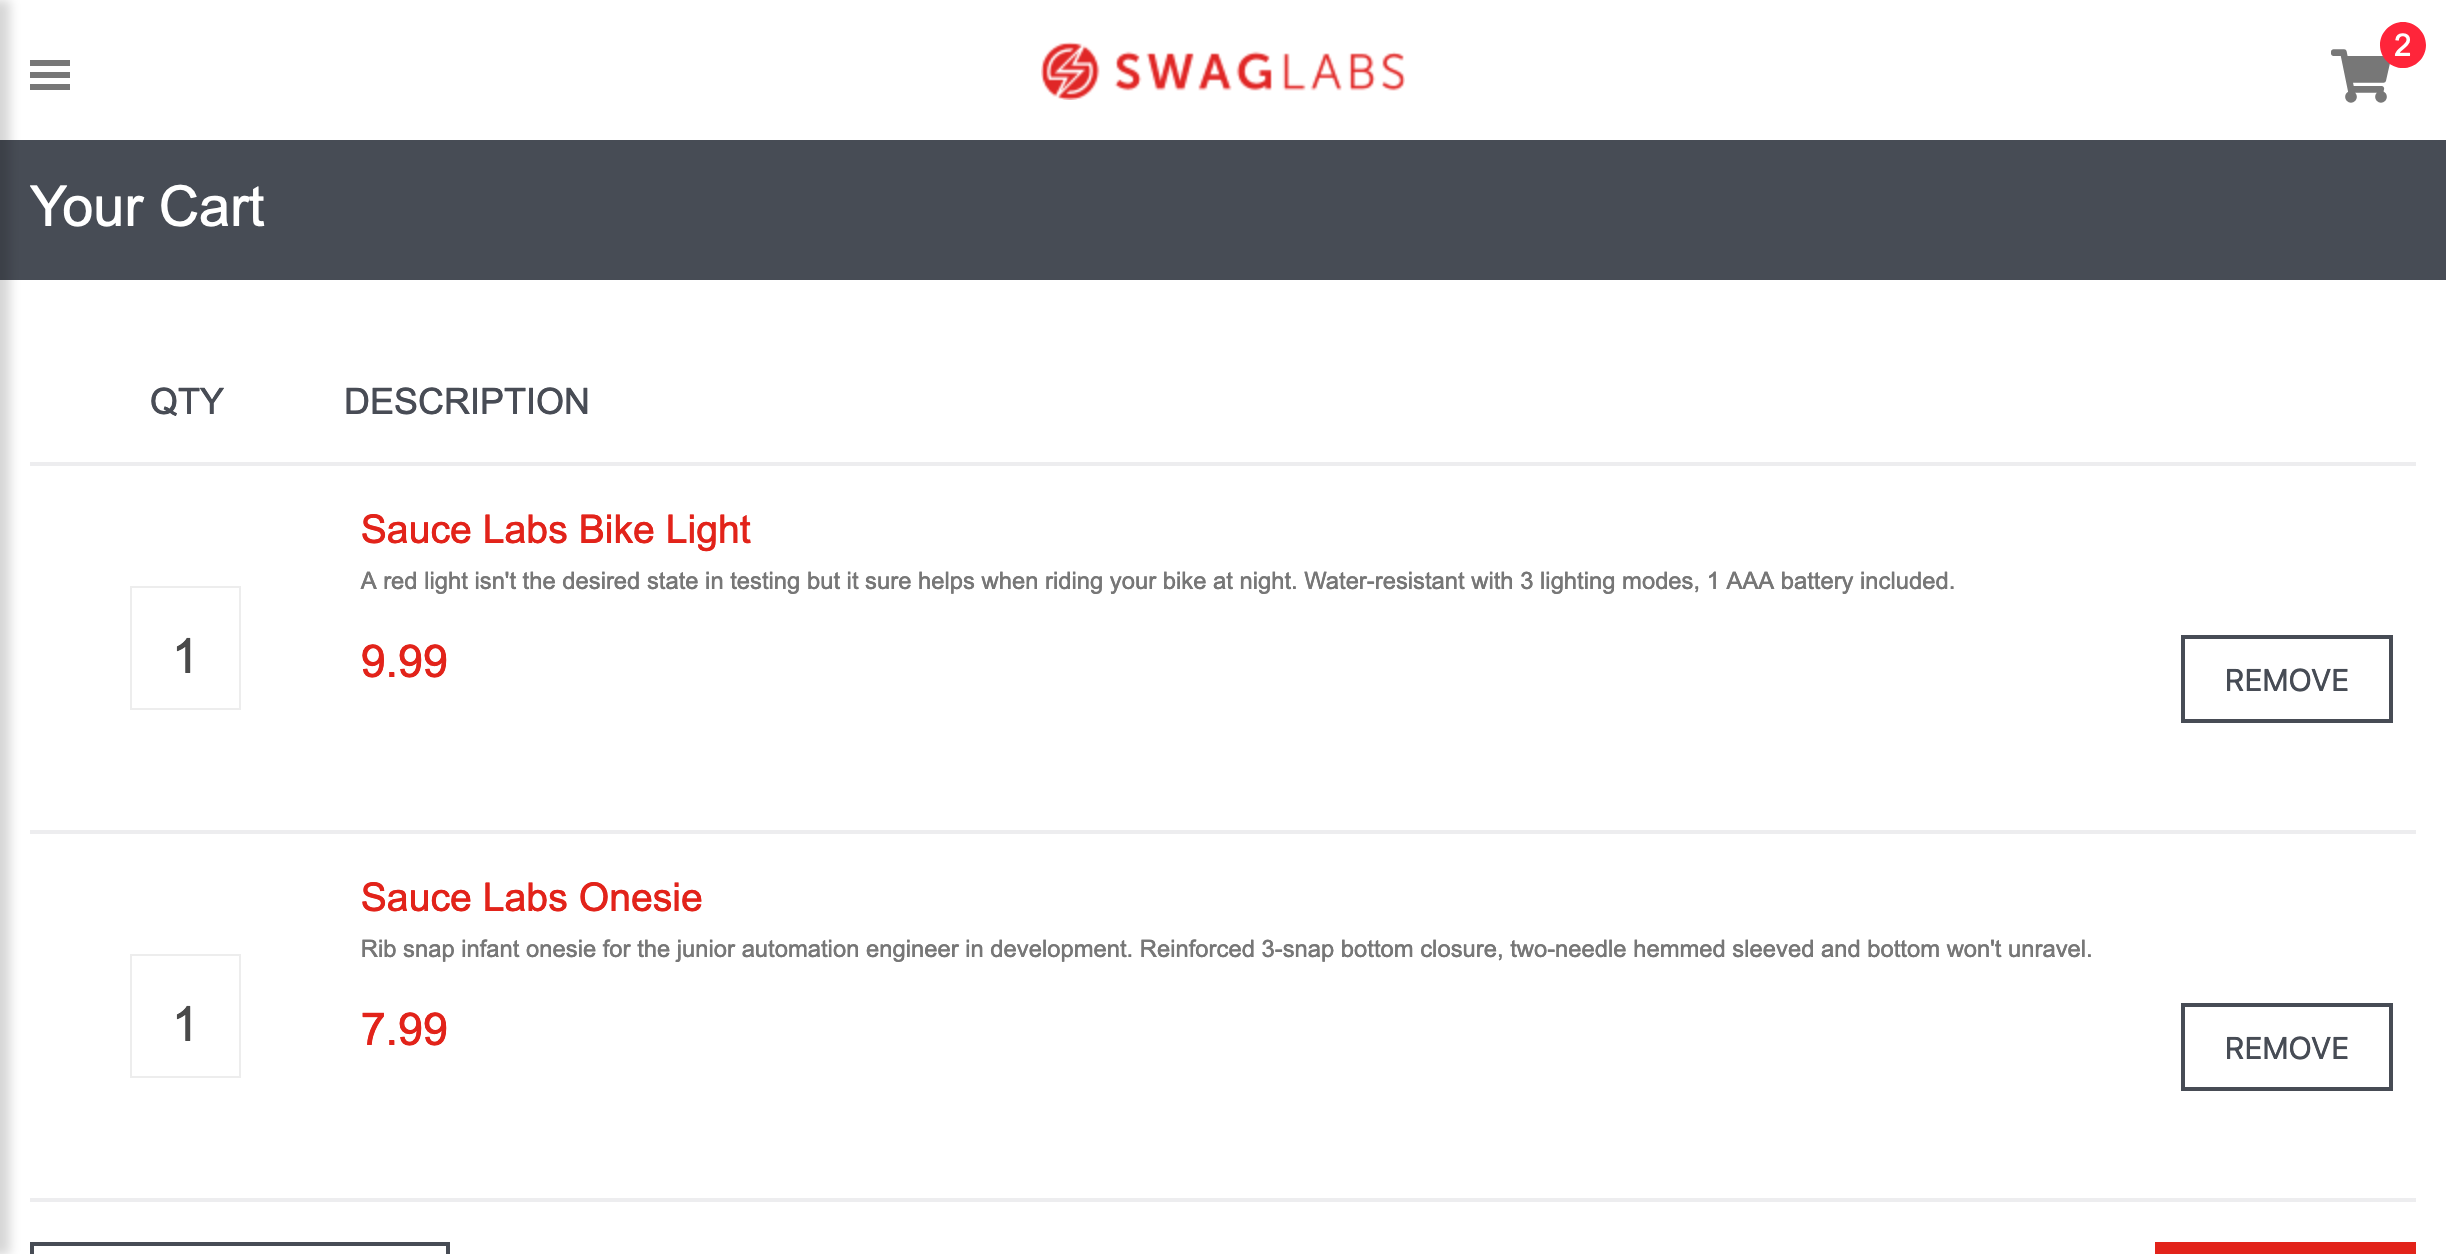 SWAGLABS
2
Your Cart
QTY DESCRIPTION
Sauce Labs Bike Light
A red light isn't the desired state in testing but it sure helps when riding your bike at night. Water-resistant with 3 lighting modes, 1 AAA battery included.
1
9.99
REMOVE
Sauce Labs Onesie
Rib snap infant onesie for the junior automation engineer in development. Reinforced 3-snap bottom closure, two-needle hemmed sleeved and bottom won't unravel.
1
7.99
REMOVE